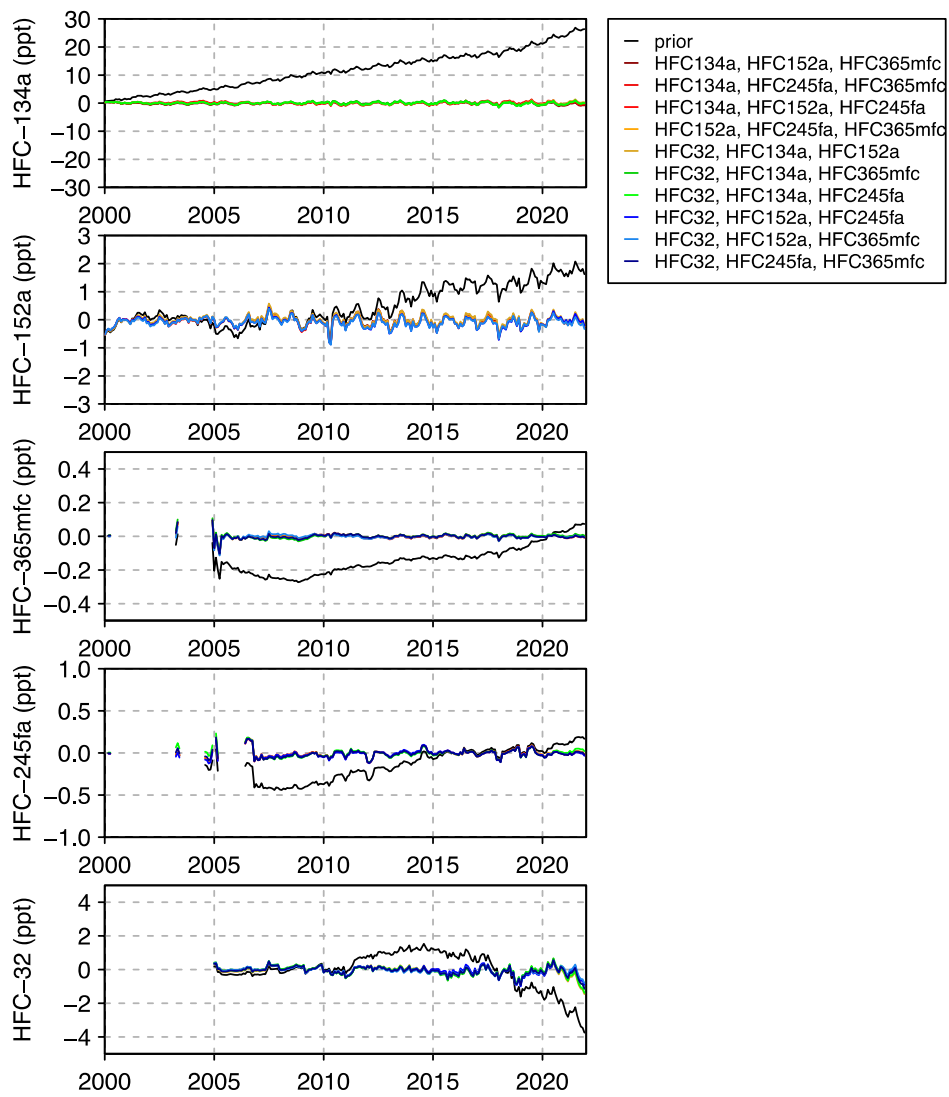 HFC−134a (ppt)
30
20
10
0
−10
−20
−30
2000 2005 2010 2015 2020
prior
HFC134a, HFC152a, HFC365mfc
HFC134a, HFC245fa, HFC365mfc
HFC134a, HFC152a, HFC245fa
HFC152a, HFC245fa, HFC365mfc
HFC32, HFC134a, HFC152a
HFC32, HFC134a, HFC365mfc
HFC32, HFC134a, HFC245fa
HFC32, HFC152a, HFC245fa
HFC32, HFC152a, HFC365mfc
HFC32, HFC245fa, HFC365mfc
HFC−152a (ppt)
3
2
1
0
−1
−2
−3
2000 2005 2010 2015 2020
HFC−365mfc (ppt)
0.4
0.2
0.0
−0.2
−0.4
2000 2005 2010 2015 2020
HFC−245fa (ppt)
1.0
0.5
0.0
−0.5
−1.0
2000 2005 2010 2015 2020
HFC−32 (ppt)
4
2
0
−2
−4
2000 2005 2010 2015 2020